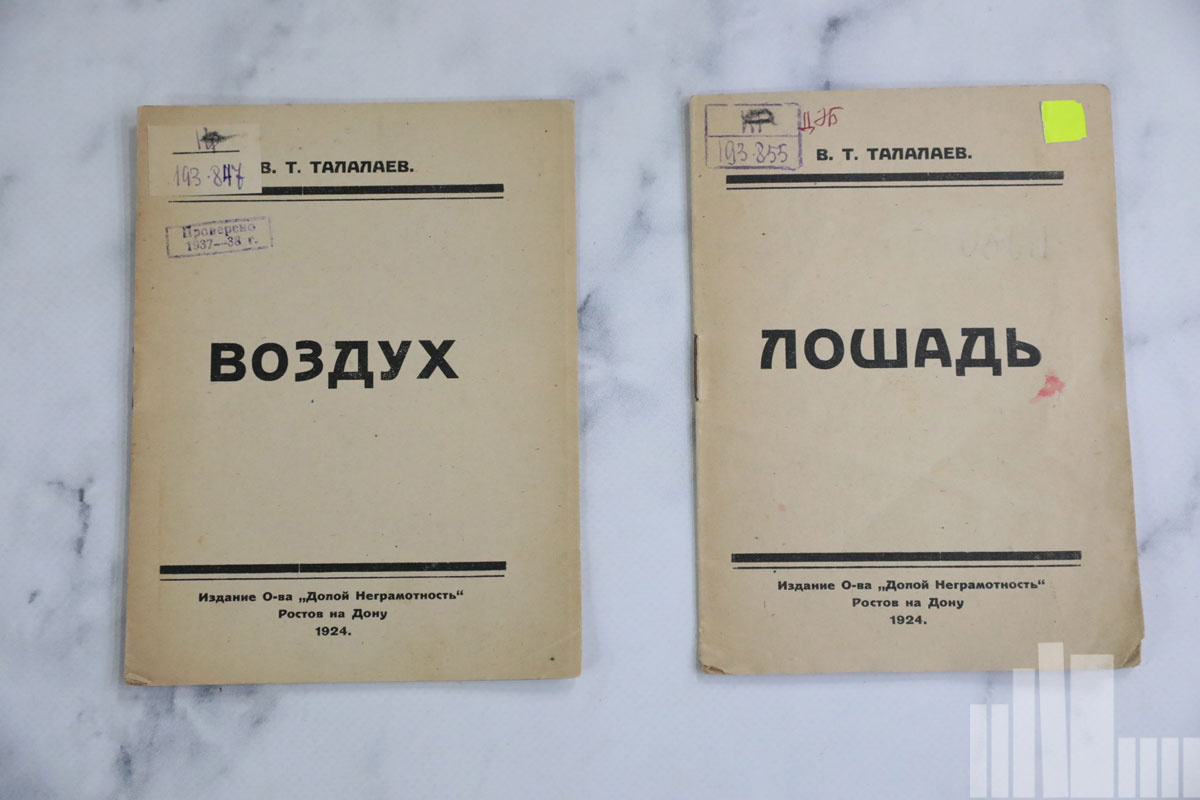 193.847
В. Т. ТАЛАЛАЕВ.
Проверено
1937—38 г.
ВОЗДУХ
Издание О-ва „Долой Неграмотность“
Ростов на Дону
1924.
ЦЭБ
193.855
В. Т. ТАЛАЛАЕВ.
ЛОШАДЬ
Издание О-ва „Долой Неграмотность“
Ростов на Дону
1924.